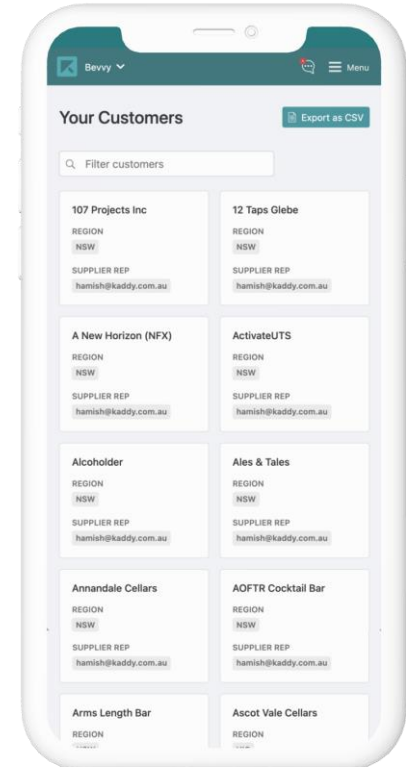 Bevvy
Menu
Your Customers
Export as CSV
Filter customers
107 Projects Inc
REGION
NSW
SUPPLIER REP
hamish@kaddy.com.au
12 Taps Glebe
REGION
NSW
SUPPLIER REP
hamish@kaddy.com.au
A New Horizon (NFX)
REGION
NSW
SUPPLIER REP
hamish@kaddy.com.au
ActivateUTS
REGION
NSW
SUPPLIER REP
hamish@kaddy.com.au
Alcoholder
REGION
NSW
SUPPLIER REP
hamish@kaddy.com.au
Ales & Tales
REGION
NSW
SUPPLIER REP
hamish@kaddy.com.au
Annandale Cellars
REGION
NSW
SUPPLIER REP
hamish@kaddy.com.au
AOFTR Cocktail Bar
REGION
NSW
SUPPLIER REP
hamish@kaddy.com.au
Arms Length Bar
REGION
Ascot Vale Cellars
REGION